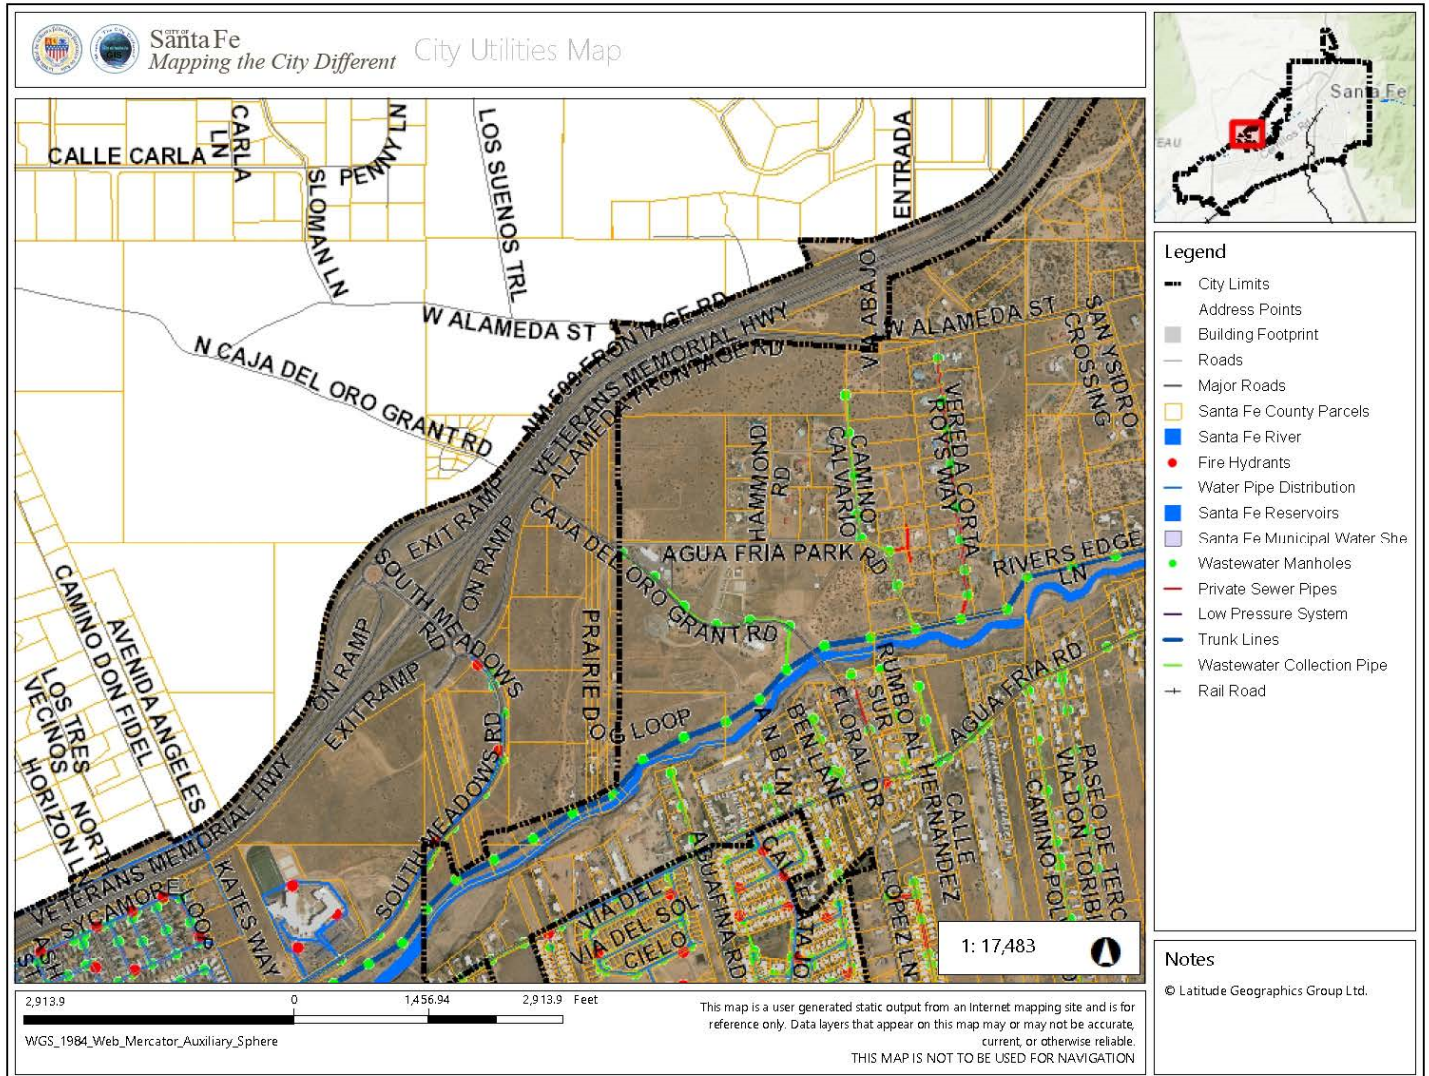 CITY OF
Santa Fe
Mapping the City Different
City Utilities Map
Santa Fe
Legend
City Limits
Address Points
Building Footprint
Roads
Major Roads
Santa Fe County Parcels
Santa Fe River
Fire Hydrants
Water Pipe Distribution
Santa Fe Reservoirs
Santa Fe Municipal Water She
Wastewater Manholes
Private Sewer Pipes
Low Pressure System
Trunk Lines
Wastewater Collection Pipe
Rail Road
Notes
© Latitude Geographics Group Ltd.
CALLE CARLA
CARLA
LN
PENNY LN
SLOMAN LN
LOS SUENOS TRL
ENTRADA
W ALAMEDA ST
N CAJA DEL ORO GRANT RD
NM 599 FRONTAGE RD
VETERANS MEMORIAL HWY
ALAMEDA FRONTAGE RD
VIA ABAJO
W ALAMEDA ST
SAN YSIDRO
CROSSING
HAMMOND
RD
CAMINO
CALVARIO
VEREDA CORTA
ROYS WAY
EXIT RAMP
ON RAMP
SOUTH MEADOWS
RD
CAJA DEL ORO GRANT RD
AGUA FRIA PARK RD
RIVERS EDGE
LN
ON RAMP
EXIT RAMP
PRAIRIE DO
LOOP
CAMINO DON FIDEL
AVENIDA ANGELES
LOS TRES
VECINOS
HORIZON L
NORT
VETERANS MEMORIAL HWY
SOUTH MEADOWS RD
BEN LANE
FLORAL DR
RUMBO AL
SUR
AGUA FRIA RD
HERNANDEZ
CALLE
CAMINO POL
VIA DON TORIBI
PASEO DE TERC
SYCAMORE LOOP
ASH
ST
KATES WAY
VIA DEL
VIA DEL SOL
CIELO
AGUAFINA RD
LOPEZ LN
1: 17,483
2,913.9
0
1,456.94
2,913.9
Feet
WGS_1984_Web_Mercator_Auxiliary_Sphere
This map is a user generated static output from an Internet mapping site and is for
reference only. Data layers that appear on this map may or may not be accurate,
current, or otherwise reliable.
THIS MAP IS NOT TO BE USED FOR NAVIGATION